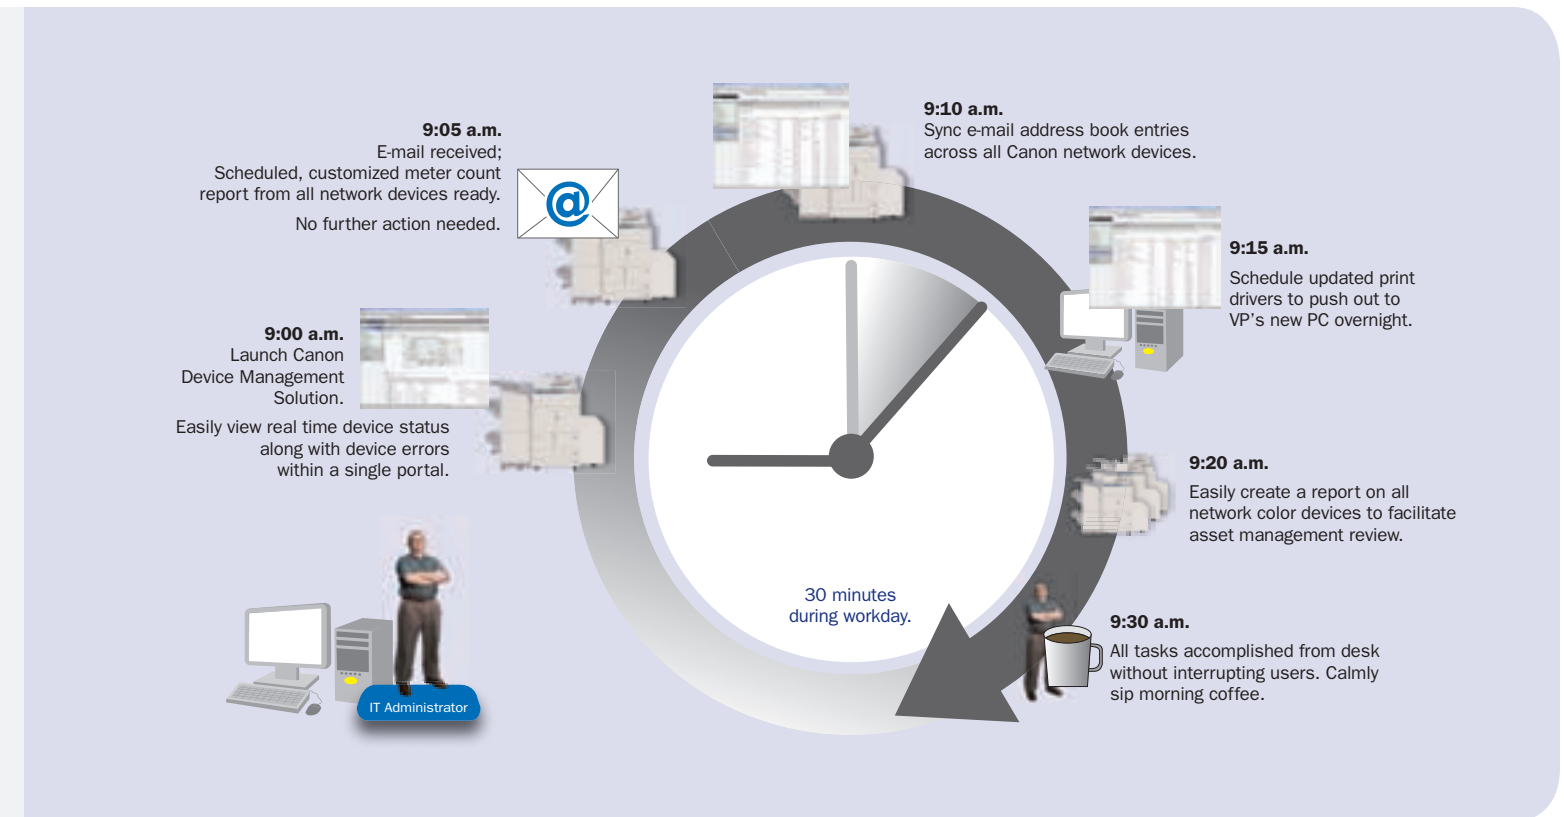 9:00 a.m.
Launch Canon
Device Management
Solution.
Easily view real time device status
along with device errors
within a single portal.
9:05 a.m.
E-mail received;
Scheduled, customized meter count
report from all network devices ready.
No further action needed.
@
9:10 a.m.
Sync e-mail address book entries
across all Canon network devices.
9:15 a.m.
Schedule updated print
drivers to push out to
VP’s new PC overnight.
9:20 a.m.
Easily create a report on all
network color devices to facilitate
asset management review.
9:30 a.m.
All tasks accomplished from desk
without interrupting users. Calmly
sip morning coffee.
30 minutes
during workday.
IT Administrator